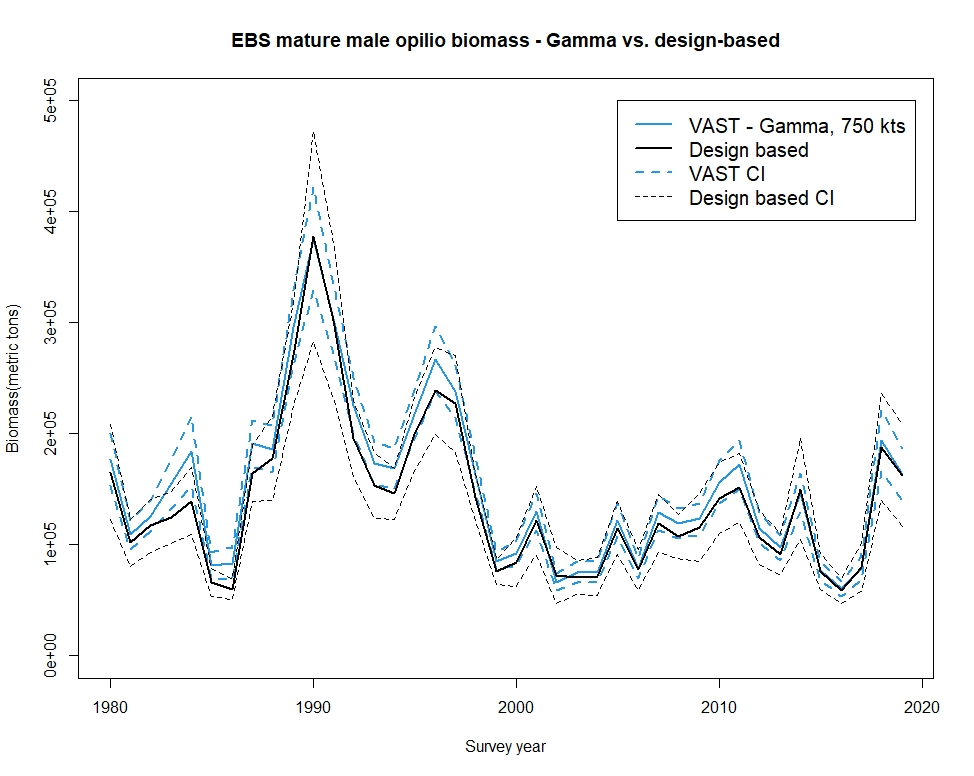 EBS mature male opilio biomass - Gamma vs. design-based
VAST - Gamma, 750 kts
Design based
VAST CI
Design based CI
5e+05
4e+05
3e+05
2e+05
1e+05
0e+00
Biomass(metric tons)
1980
1990
2000
2010
2020
Survey year